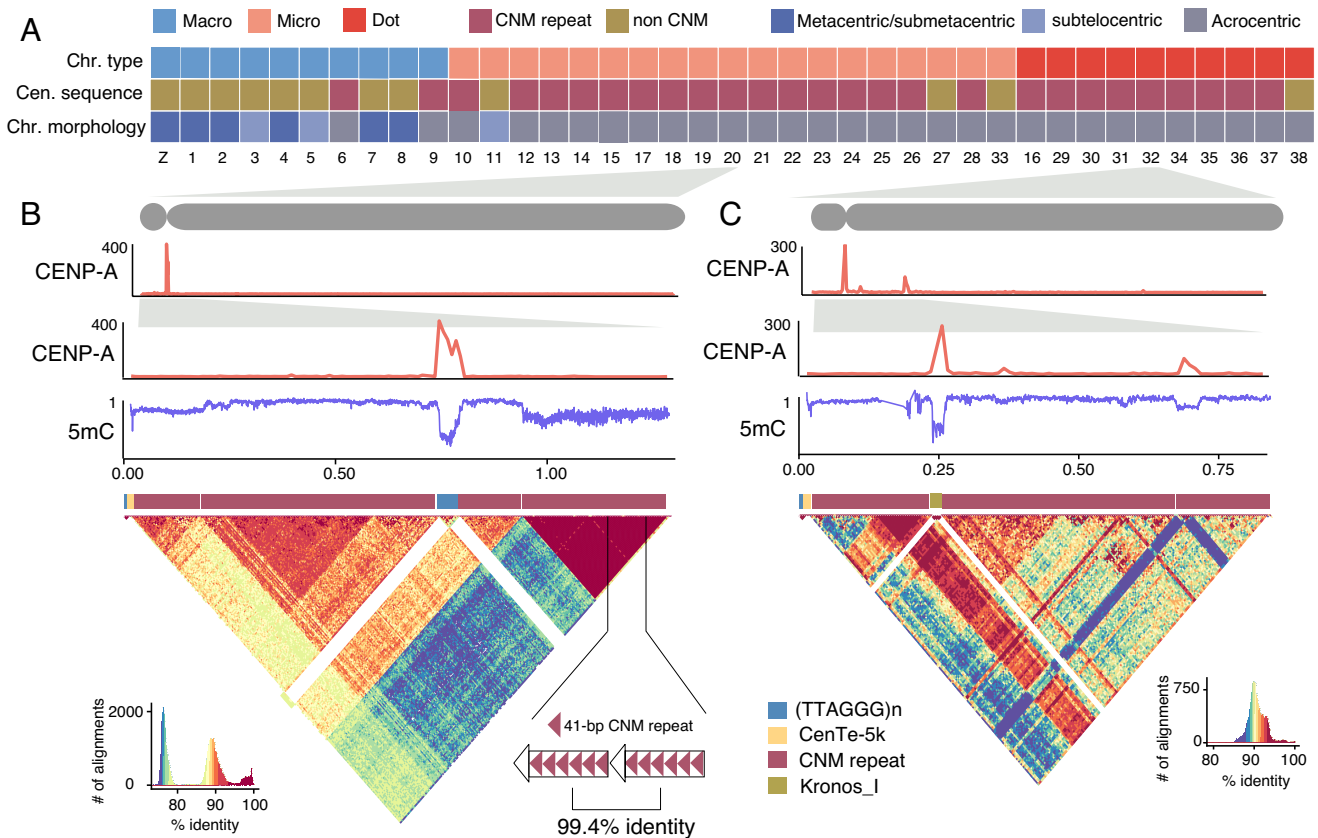 A
Macro Micro Dot CNM repeat non CNM Metacentric/submetacentric subtelocentric Acrocentric
Chr. type
Cen. sequence
Chr. morphology
Z 1 2 3 4 5 6 7 8 9 10 11 12 13 14 15 17 18 19 20 21 22 23 24 25 26 27 28 33 16 29 30 31 32 34 35 36 37 38
B
400
CENP-A
400
CENP-A
1
5mC
0.00 0.50 1.00
2000
0
# of alignments
80 90 100
% identity
41-bp CNM repeat
99.4% identity
C
300
CENP-A
300
CENP-A
1
5mC
0.00 0.25 0.50 0.75
(TTAGGG)n
CenTe-5k
CNM repeat
Kronos_I
750
0
# of alignments
80 90 100
% identity